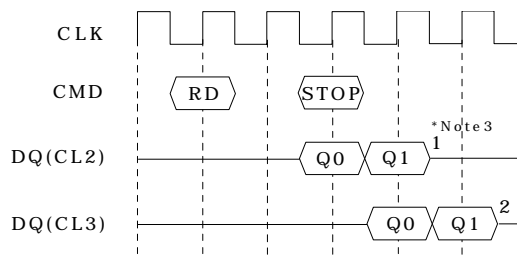 CLK
CMD RD STOP
*Note3
DQ(CL2) Q0 Q1 1
DQ(CL3) Q0 Q1 2